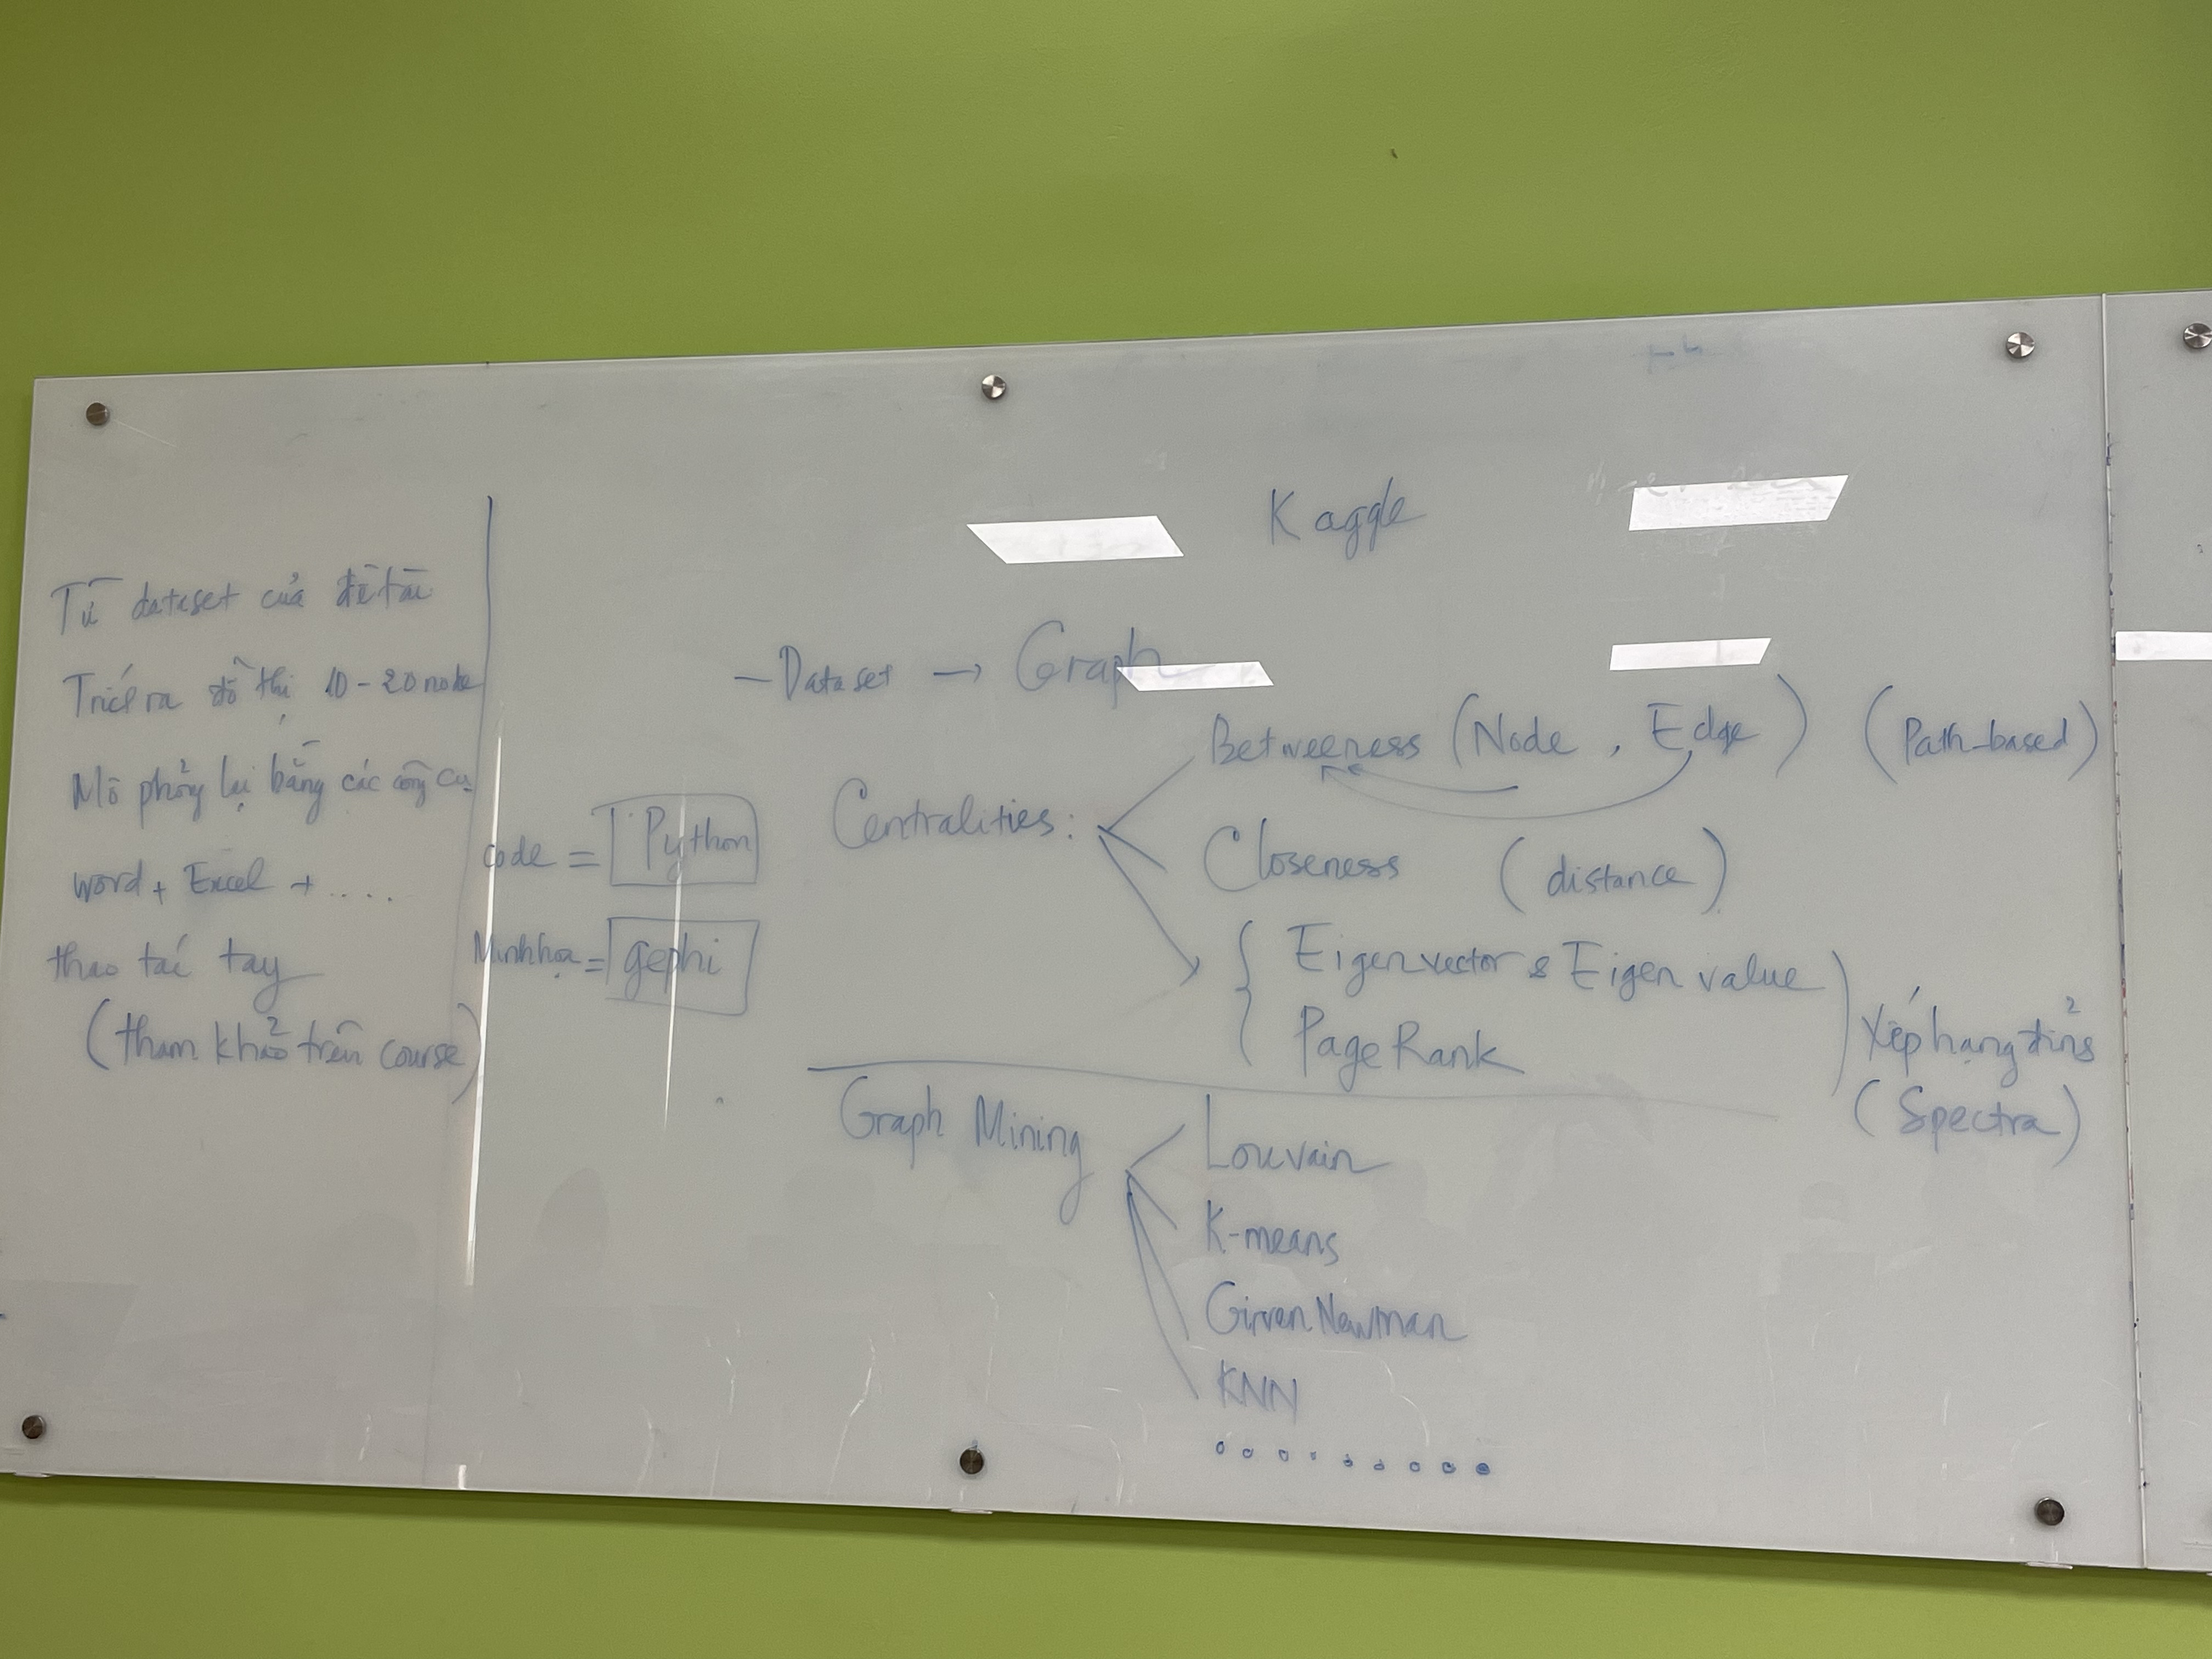 Kaggle
Từ dataset của đề tài
Trích ra đồ thị 10-20 node
Mô phỏng lại bằng các công cụ
word + Excel + .....
thao tác tay
(tham khảo trên course)
code = Python
Minh họa = gephi
- Dataset → Graph
Centralities:
Betweeness (Node, Edge) (Path-based)
Closeness (distance)
Eigenvector & Eigen value
PageRank
Xếp hạng đỉnh
(Spectra)
Graph Mining
Louvain
K-means
Girven Newman
KNN
.........